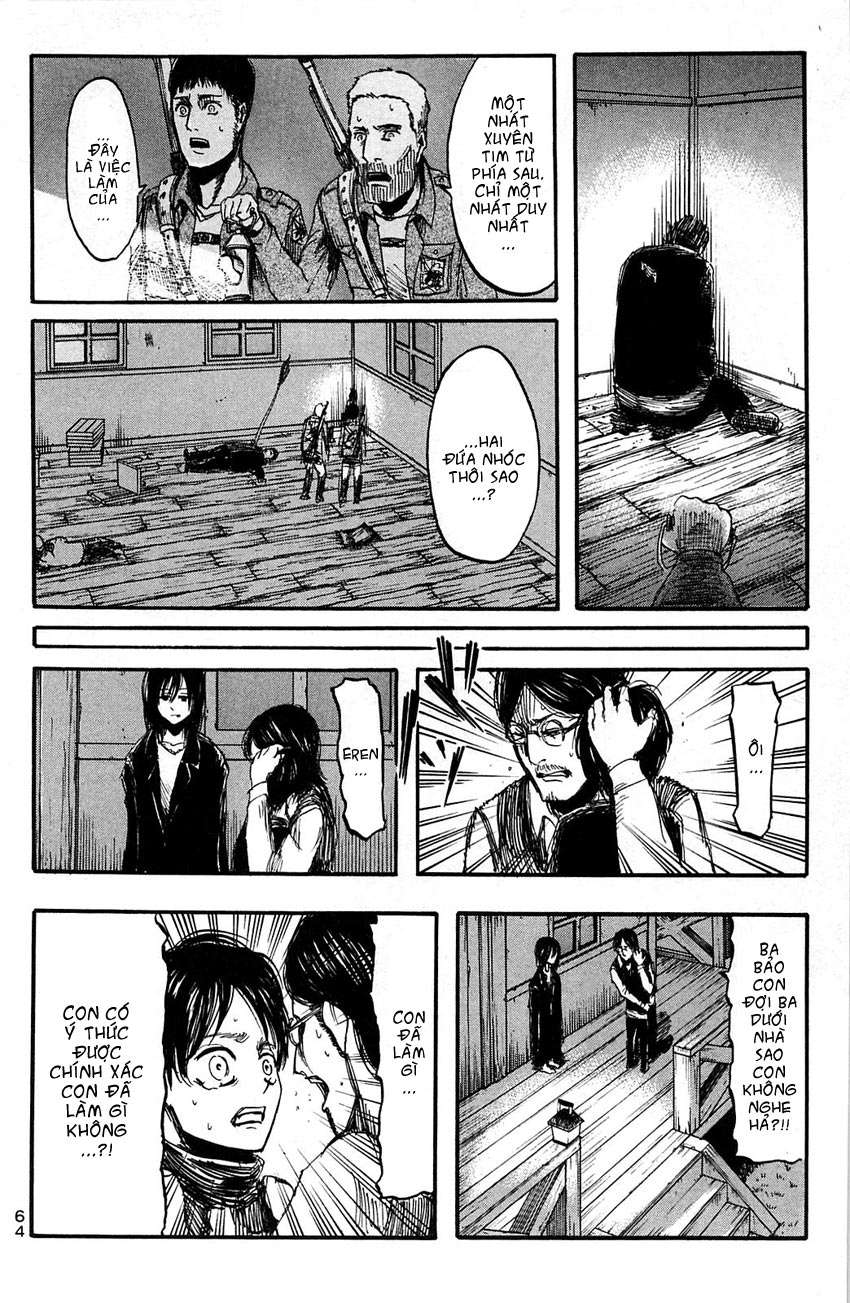 MỘT
NHÁT
XUYÊN
TIM TỪ
PHÍA SAU,
CHỈ MỘT
NHÁT DUY
NHẤT
...
...
ĐÂY
LÀ VIỆC
LÀM
CỦA
...
...HAI
ĐỨA NHÓC
THÔI SAO
...?
ÔI
...
EREN
...
BA
BẢO
CON
ĐỢI BA
DƯỚI
NHÀ
SAO
CON
KHÔNG
NGHE
HẢ?!!
CON
ĐÃ
LÀM
GÌ
...
CON CÓ
Ý THỨC
ĐƯỢC
CHÍNH XÁC
CON ĐÃ
LÀM GÌ
KHÔNG
...?!
64